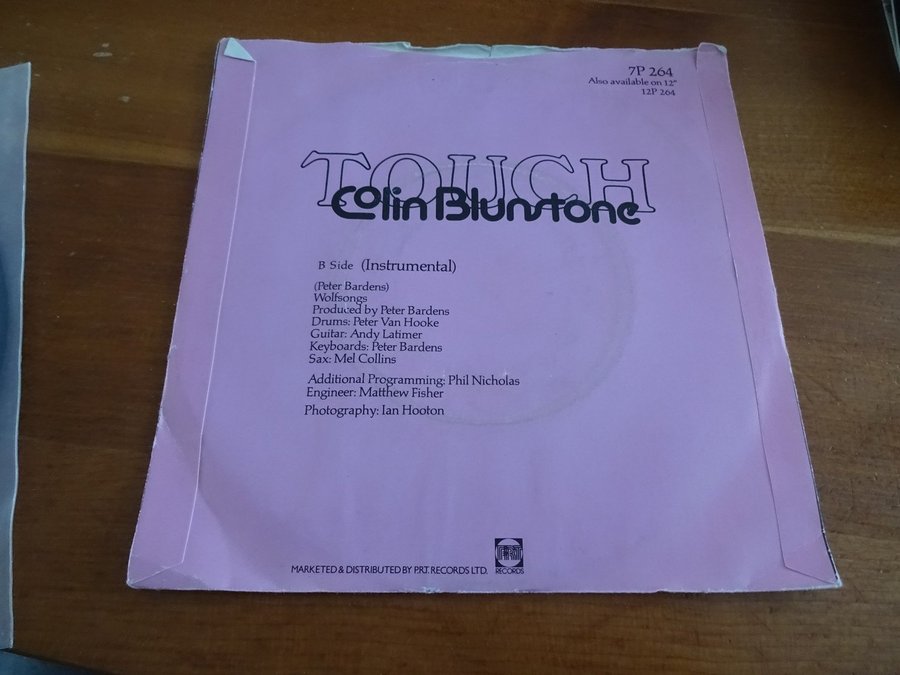 7P 264
Also available on 12"
12P 264
TOUCH
Colin Blunstone
B Side (Instrumental)
(Peter Bardens)
Wolfsongs
Produced by Peter Bardens
Drums: Peter Van Hooke
Guitar: Andy Latimer
Keyboards: Peter Bardens
Sax: Mel Collins
Additional Programming: Phil Nicholas
Engineer: Matthew Fisher
Photography: Ian Hooton
MARKETED & DISTRIBUTED BY P.R.T. RECORDS LTD.
PRT
RECORDS